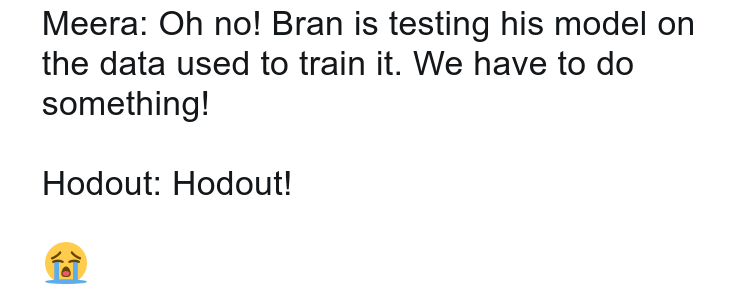 Meera: Oh no! Bran is testing his model on
the data used to train it. We have to do
something!
Hodout: Hodout!
😭